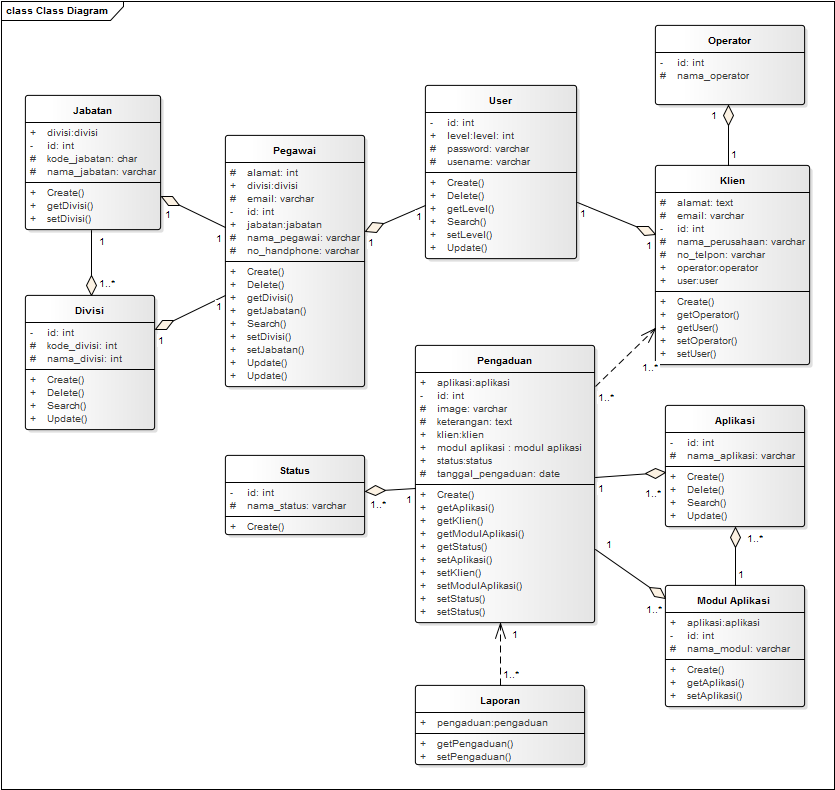 class Class Diagram
Operator
- id: int
# nama_operator
1
1
Jabatan
+ divisi:divisi
- id: int
# kode_jabatan: char
# nama_jabatan: varchar
+ Create()
+ getDivisi()
+ setDivisi()
1
1
1
1..*
Pegawai
# alamat: int
+ divisi:divisi
# email: varchar
- id: int
+ jabatan:jabatan
# nama_pegawai: varchar
# no_handphone: varchar
+ Create()
+ Delete()
+ getDivisi()
+ getJabatan()
+ Search()
+ setDivisi()
+ setJabatan()
+ Update()
+ Update()
1
1
User
- id: int
+ level:level: int
# password: varchar
# usename: varchar
+ Create()
+ Delete()
+ getLevel()
+ Search()
+ setLevel()
+ Update()
1
1
Klien
# alamat: text
# email: varchar
- id: int
# nama_perusahaan: varchar
# no_telpon: varchar
+ operator:operator
+ user:user
+ Create()
+ getOperator()
+ getUser()
+ setOperator()
+ setUser()
1..*
1..*
Divisi
- id: int
# kode_divisi: int
# nama_divisi: int
+ Create()
+ Delete()
+ Search()
+ Update()
1
1
Pengaduan
+ aplikasi:aplikasi
- id: int
# image: varchar
# keterangan: text
+ klien:klien
+ modul aplikasi : modul aplikasi
+ status:status
# tanggal_pengaduan: date
+ Create()
+ getAplikasi()
+ getKlien()
+ getModulAplikasi()
+ getStatus()
+ setAplikasi()
+ setKlien()
+ setModulAplikasi()
+ setStatus()
+ setStatus()
Status
- id: int
# nama_status: varchar
+ Create()
1..*
1
Aplikasi
- id: int
# nama_aplikasi: varchar
+ Create()
+ Delete()
+ Search()
+ Update()
1
1..*
1..*
1
1
1..*
Modul Aplikasi
+ aplikasi:aplikasi
- id: int
# nama_modul: varchar
+ Create()
+ getAplikasi()
+ setAplikasi()
1
1..*
Laporan
+ pengaduan:pengaduan
+ getPengaduan()
+ setPengaduan()